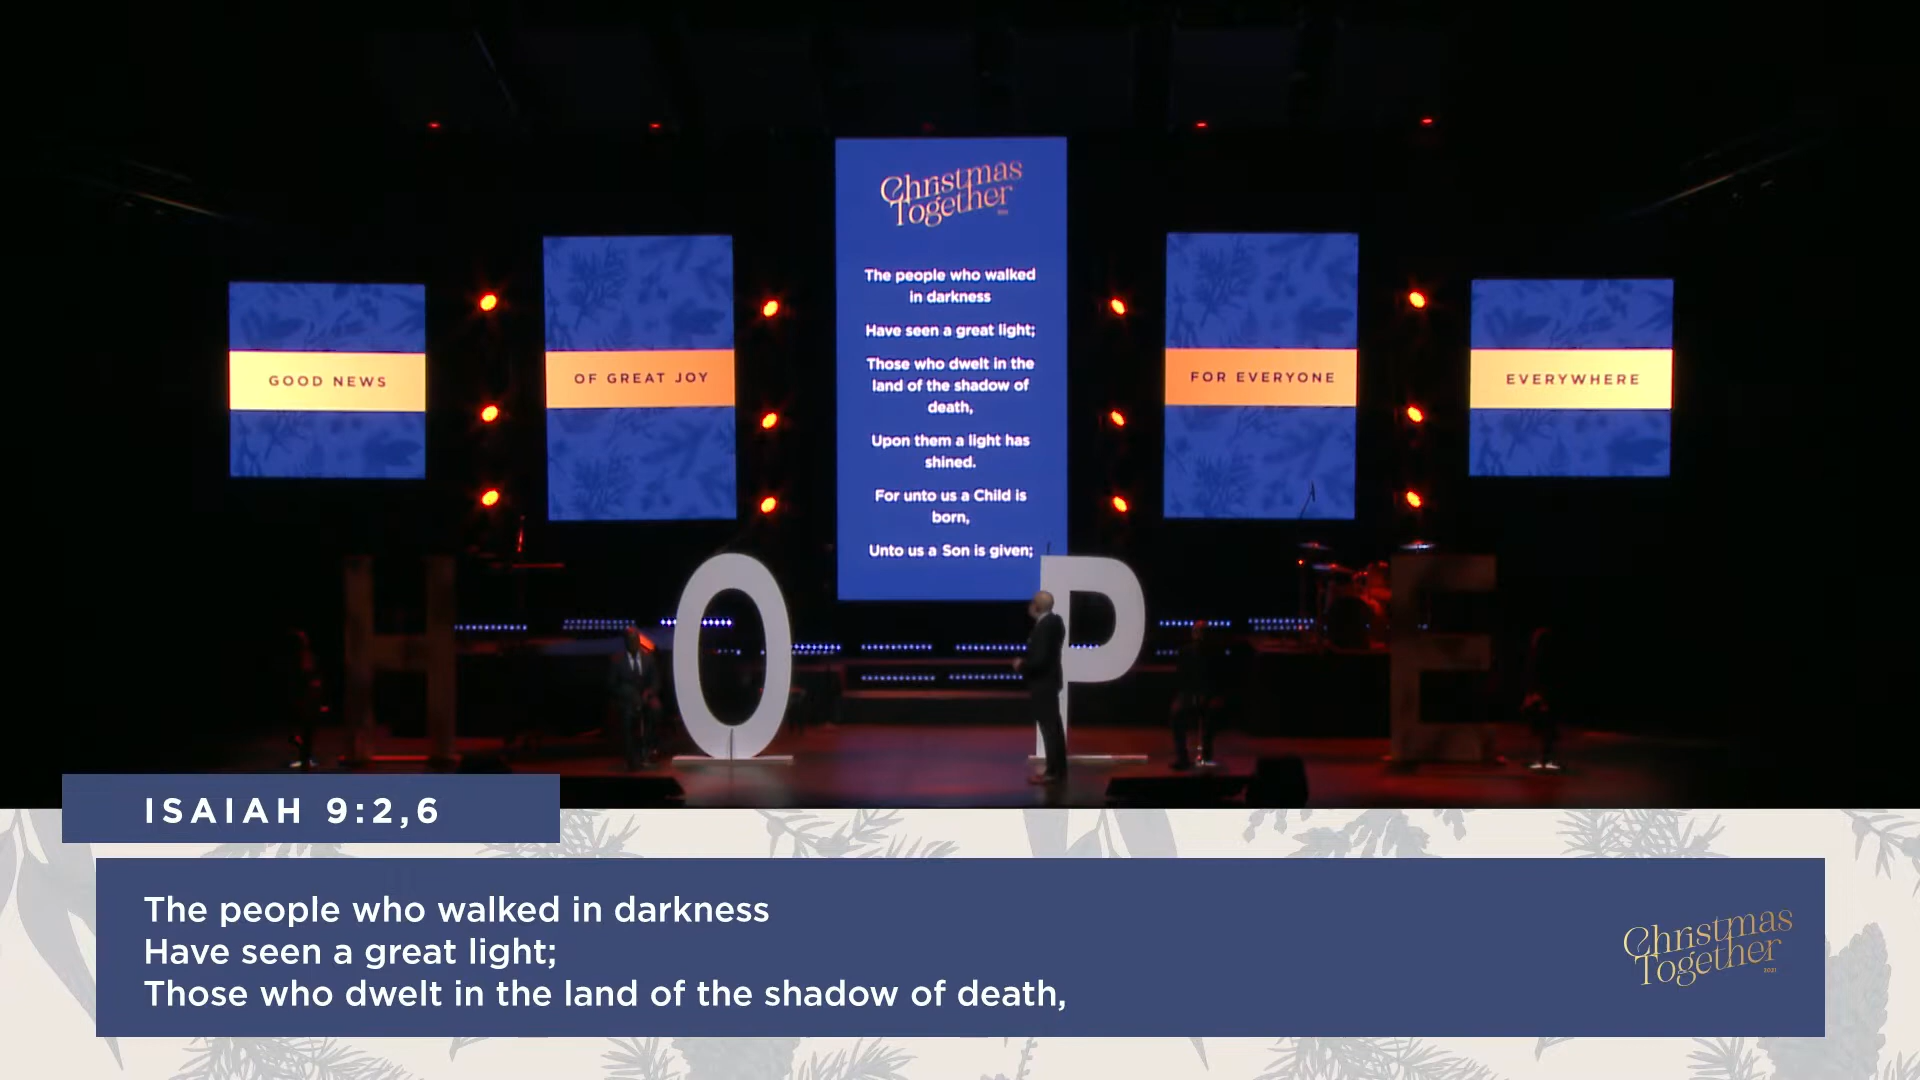 Christmas
Together
The people who walked
in darkness
Have seen a great light;
Those who dwelt in the
land of the shadow of
death,
Upon them a light has
shined.
For unto us a Child is
born,
Unto us a Son is given;
GOOD NEWS
OF GREAT JOY
FOR EVERYONE
EVERYWHERE
H O P E
ISAIAH 9:2,6
The people who walked in darkness
Have seen a great light;
Those who dwelt in the land of the shadow of death,
Christmas
Together
2021